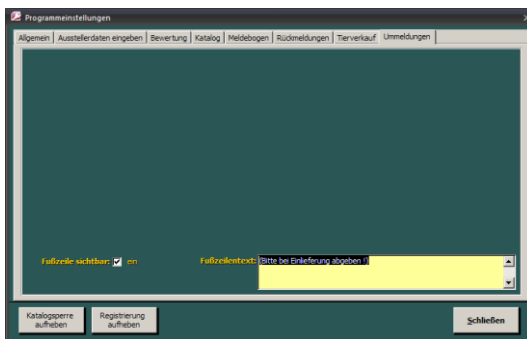 Programmeinstellungen
Allgemein Ausstellerdaten eingeben Bewertung Katalog Meldebogen Rückmeldungen Tierverkauf Ummeldungen
Fußzeile sichtbar: ein Fußzeilentext: (Bitte bei Einlieferung abgeben !)
Katalogsperre aufheben
Registrierung aufheben
Schließen